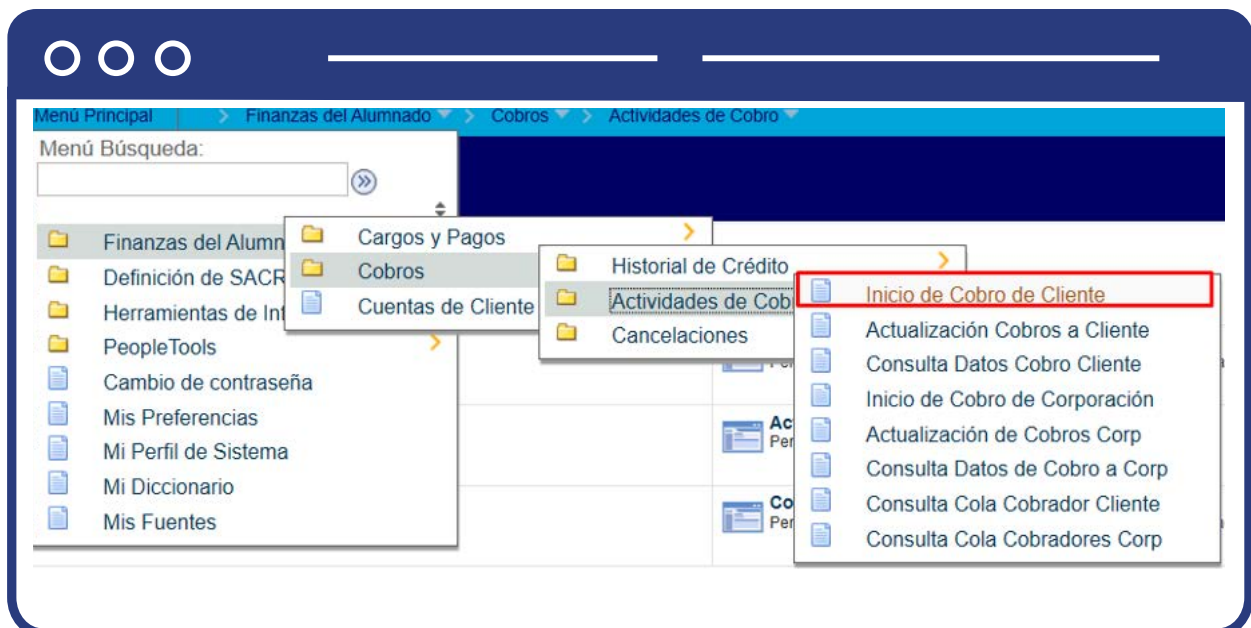 Menú Principal > Finanzas del Alumnado > Cobros > Actividades de Cobro
Menú Búsqueda:
Finanzas del Alumn
Definición de SACR
Herramientas de Int
PeopleTools
Cambio de contraseña
Mis Preferencias
Mi Perfil de Sistema
Mi Diccionario
Mis Fuentes
Cargos y Pagos
Cobros
Cuentas de Cliente
Historial de Crédito
Actividades de Cob
Cancelaciones
Inicio de Cobro de Cliente
Actualización Cobros a Cliente
Consulta Datos Cobro Cliente
Inicio de Cobro de Corporación
Actualización de Cobros Corp
Consulta Datos de Cobro a Corp
Consulta Cola Cobrador Cliente
Consulta Cola Cobradores Corp
Per
Co
Per